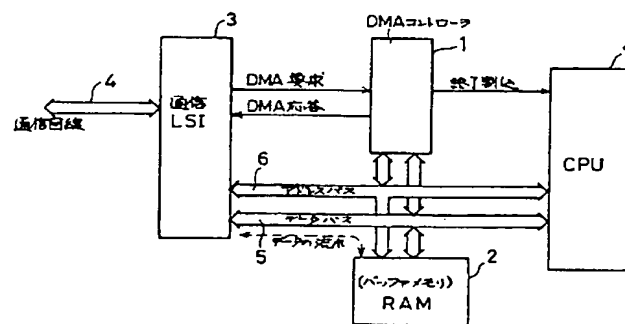 DMAコントローラ
3
1
4
通信回線
通信
LSI
DMA要求
DMA応答
終了割込
CPU
6
アドレスバス
データバス
5
データの流れ
2
(バッファメモリ)
RAM